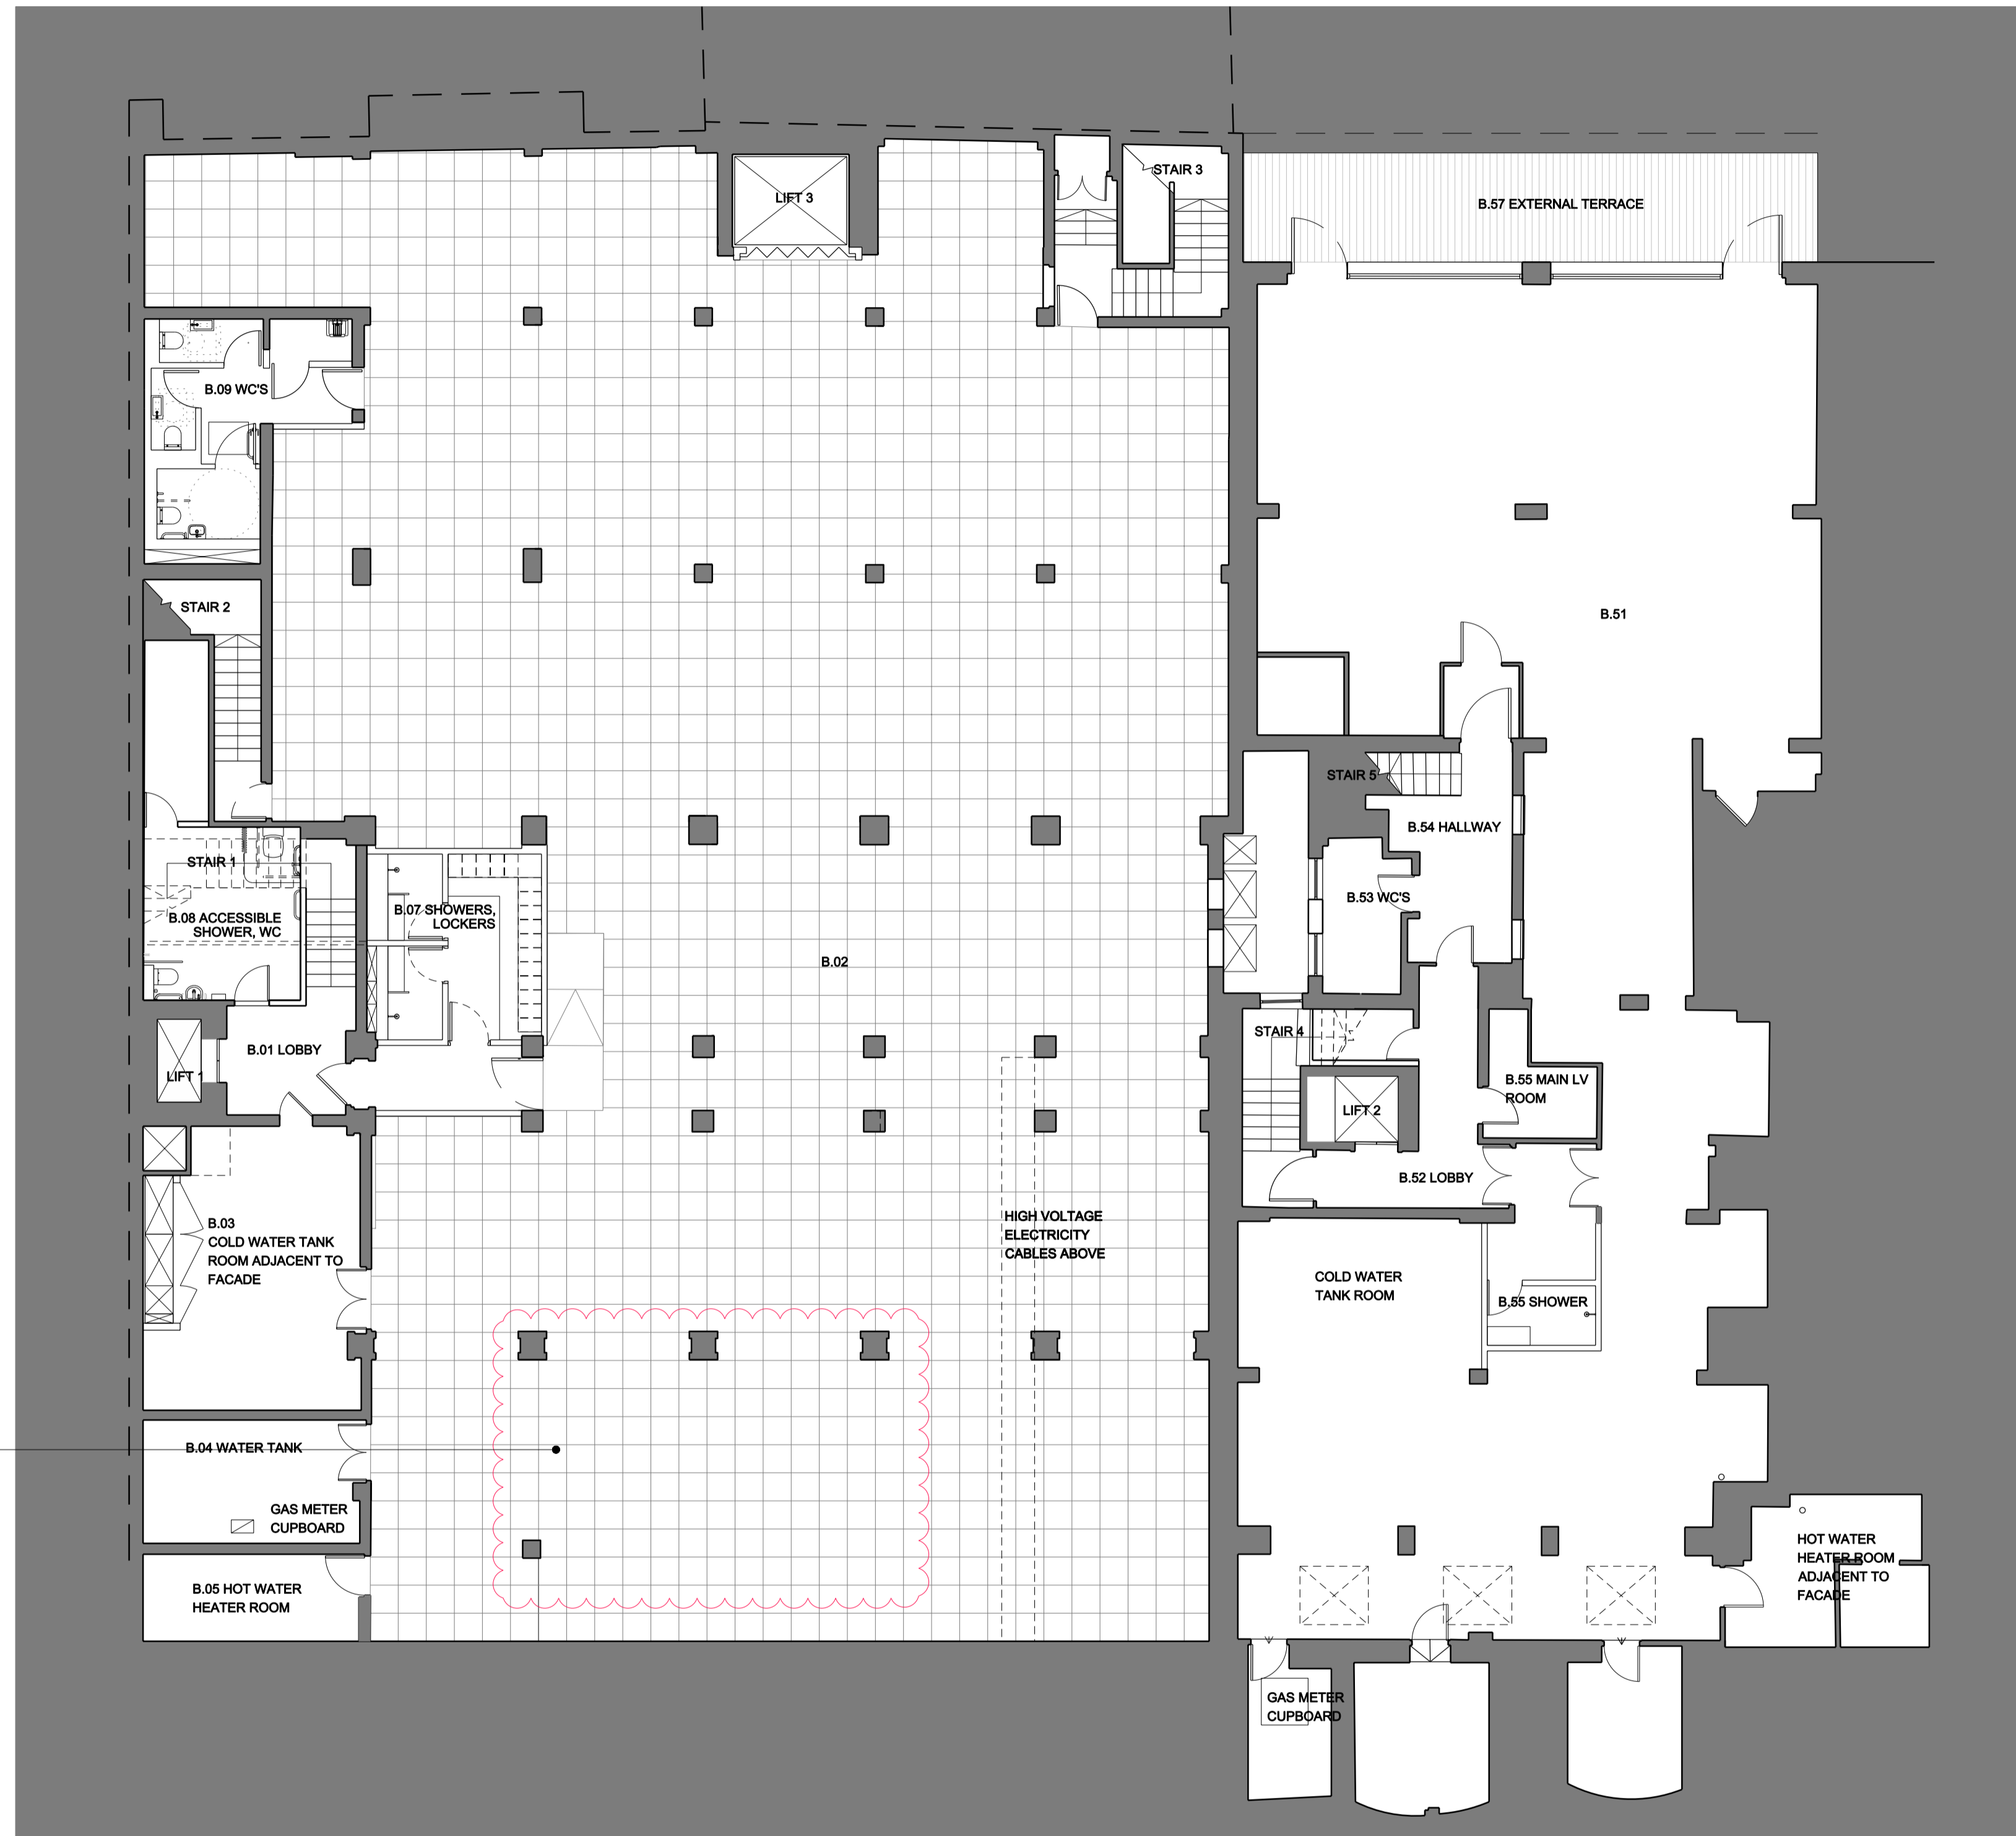 STAIR 3
LIFT 3
B.57 EXTERNAL TERRACE
B.09 WC'S
STAIR 2
B.51
STAIR 5
B.54 HALLWAY
STAIR 1
B.53 WC'S
B.07 SHOWERS,
LOCKERS
B.08 ACCESSIBLE
SHOWER, WC
B.02
STAIR 4
B.01 LOBBY
LIFT 1
B.55 MAIN LV
ROOM
LIFT 2
B.52 LOBBY
HIGH VOLTAGE
ELECTRICITY
CABLES ABOVE
B.03
COLD WATER TANK
ROOM ADJACENT TO
FACADE
COLD WATER
TANK ROOM
B.55 SHOWER
B.04 WATER TANK
GAS METER
CUPBOARD
HOT WATER
HEATER ROOM
ADJACENT TO
FACADE
B.05 HOT WATER
HEATER ROOM
GAS METER
CUPBOARD